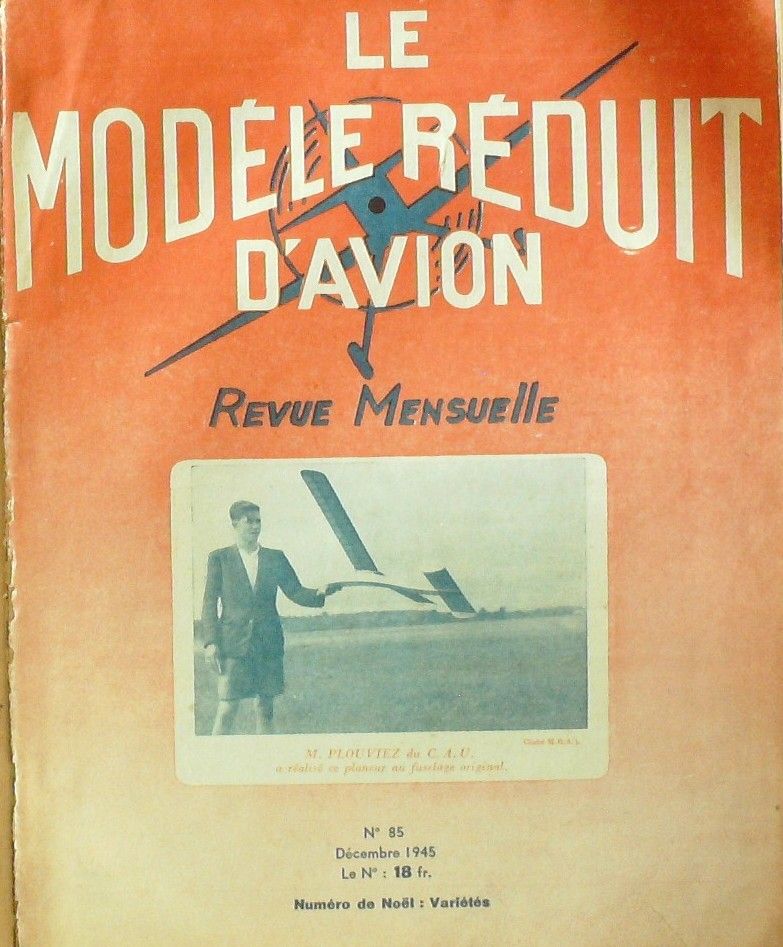 LE
MODÈLE RÉDUIT
D'AVION
REVUE MENSUELLE
M. PLOUVIEZ du C. A. U.
a réalisé ce planeur au fuselage original.
N° 85
Décembre 1945
Le N° : 18 fr.
Numéro de Noël : Variétés